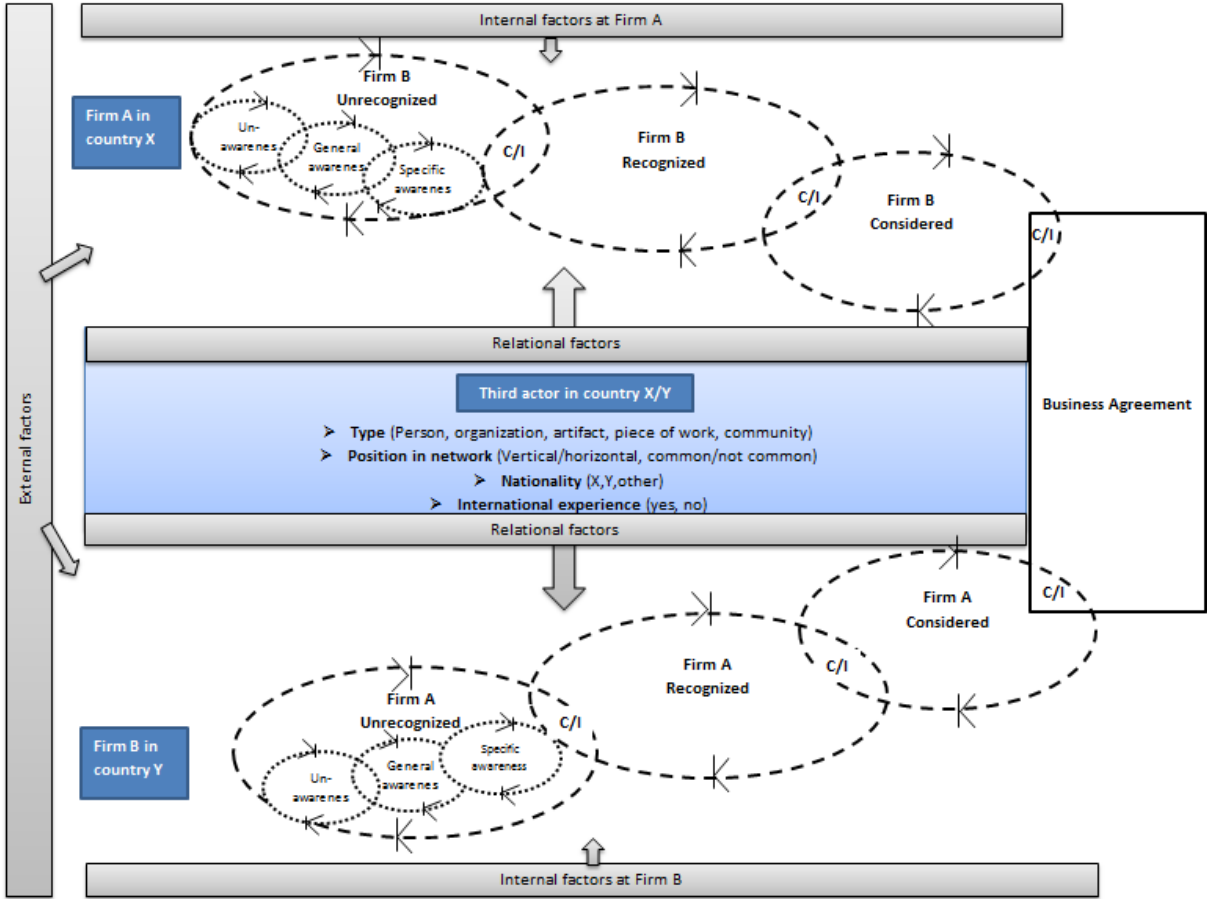 Internal factors at Firm A
Firm B
Unrecognized
Firm A in
country X
Un-
awarenes
General
awarenes
Specific
awarenes
C/I
Firm B
Recognized
C/I
Firm B
Considered
C/I
External factors
Relational factors
Third actor in country X/Y
➤ Type (Person, organization, artifact, piece of work, community)
➤ Position in network (Vertical/horizontal, common/not common)
➤ Nationality (X,Y,other)
➤ International experience (yes, no)
Relational factors
Business Agreement
Firm A
Considered
C/I
Firm A
Recognized
C/I
Firm A
Unrecognized
C/I
Firm B in
country Y
Un-
awarenes
General
awarenes
Specific
awareness
Internal factors at Firm B